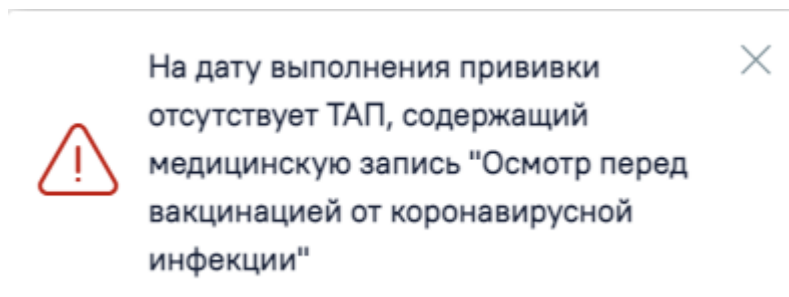 На дату выполнения прививки
отсутствует ТАП, содержащий
медицинскую запись "Осмотр перед
вакцинацией от коронавирусной
инфекции"